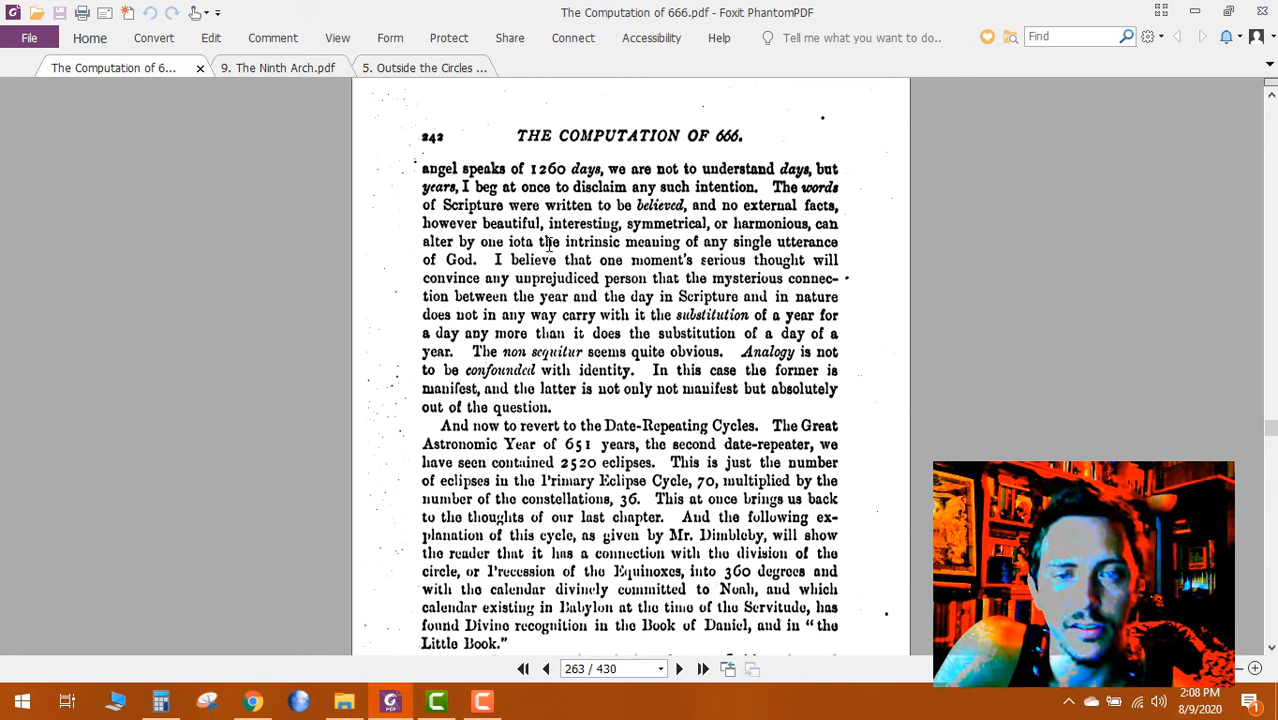 The Computation of 666.pdf - Foxit PhantomPDF
File Home Convert Edit Comment View Form Protect Share Connect Accessibility Help Tell me what you want to do.. Find
The Computation of 6... 9. The Ninth Arch.pdf 5. Outside the Circles ...
242 THE COMPUTATION OF 666.
angel speaks of 1260 days, we are not to understand days, but
years, I beg at once to disclaim any such intention. The words
of Scripture were written to be believed, and no external facts,
however beautiful, interesting, symmetrical, or harmonious, can
alter by one iota the intrinsic meaning of any single utterance
of God. I believe that one moment's serious thought will
convince any unprejudiced person that the mysterious connec-
tion between the year and the day in Scripture and in nature
does not in any way carry with it the substitution of a year for
a day any more than it does the substitution of a day of a
year. The non sequitur seems quite obvious. Analogy is not
to be confounded with identity. In this case the former is
manifest, and the latter is not only not manifest but absolutely
out of the question.
And now to revert to the Date-Repeating Cycles. The Great
Astronomic Year of 651 years, the second date-repeater, we
have seen contained 2520 eclipses. This is just the number
of eclipses in the Primary Eclipse Cycle, 70, multiplied by the
number of the constellations, 36. This at once brings us back
to the thoughts of our last chapter. And the following ex-
planation of this cycle, as given by Mr. Dimbleby, will show
the reader that it has a connection with the division of the
circle, or Precession of the Equinoxes, into 360 degrees and
with the calendar divinely committed to Noah, and which
calendar existing in Babylon at the time of the Servitude, has
found Divine recognition in the Book of Daniel, and in "the
Little Book."
263 / 430
2:08 PM
8/9/2020